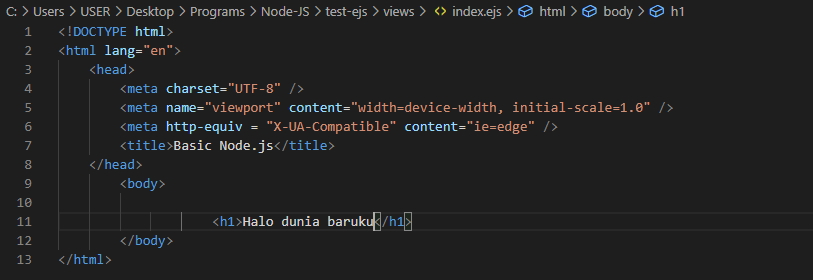 C: > Users > USER > Desktop > Programs > Node-JS > test-ejs > views > <> index.ejs > html > body > h1
1 <!DOCTYPE html>
2 <html lang="en">
3 <head>
4 <meta charset="UTF-8" />
5 <meta name="viewport" content="width=device-width, initial-scale=1.0" />
6 <meta http-equiv = "X-UA-Compatible" content="ie=edge" />
7 <title>Basic Node.js</title>
8 </head>
9 <body>
10
11 <h1>Halo dunia baruku</h1>
12 </body>
13 </html>